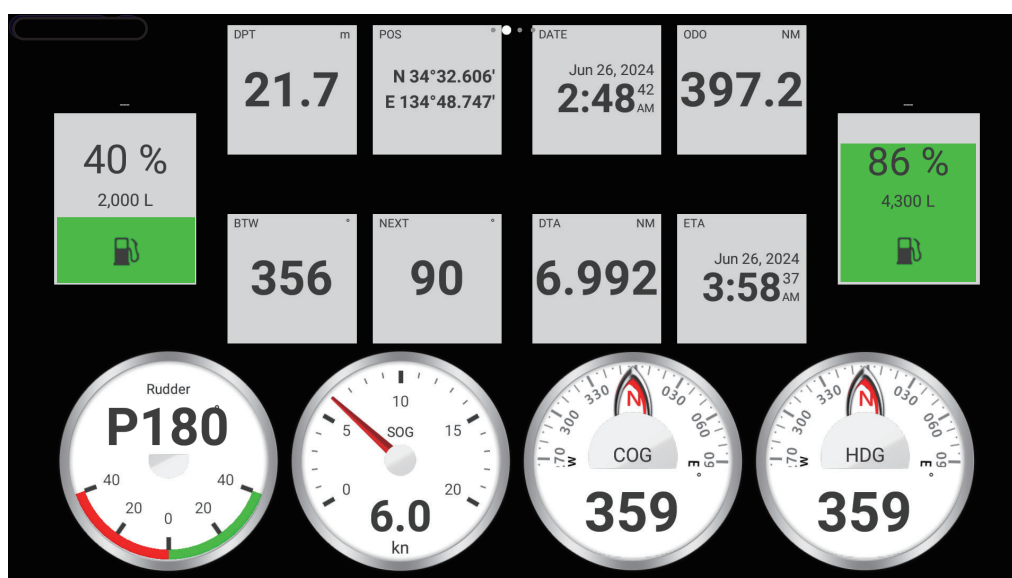 DPT m
21.7
POS °
N 34°32.606'
E 134°48.747'
DATE
Jun 26, 2024
2:48 42 AM
ODO NM
397.2
—
40 %
2,000 L
—
86 %
4,300 L
BTW °
356
NEXT °
90
DTA NM
6.992
ETA
Jun 26, 2024
3:58 37 AM
Rudder
P180°
40 20 0 20 40
0 5 10 15 20
SOG
6.0
kn
300 330 N 030 060
W E
COG °
359
300 330 N 030 060
W E
HDG °
359